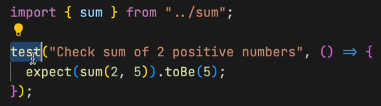 import { sum } from "../sum";
test("Check sum of 2 positive numbers", () => {
expect(sum(2, 5)).toBe(5);
});